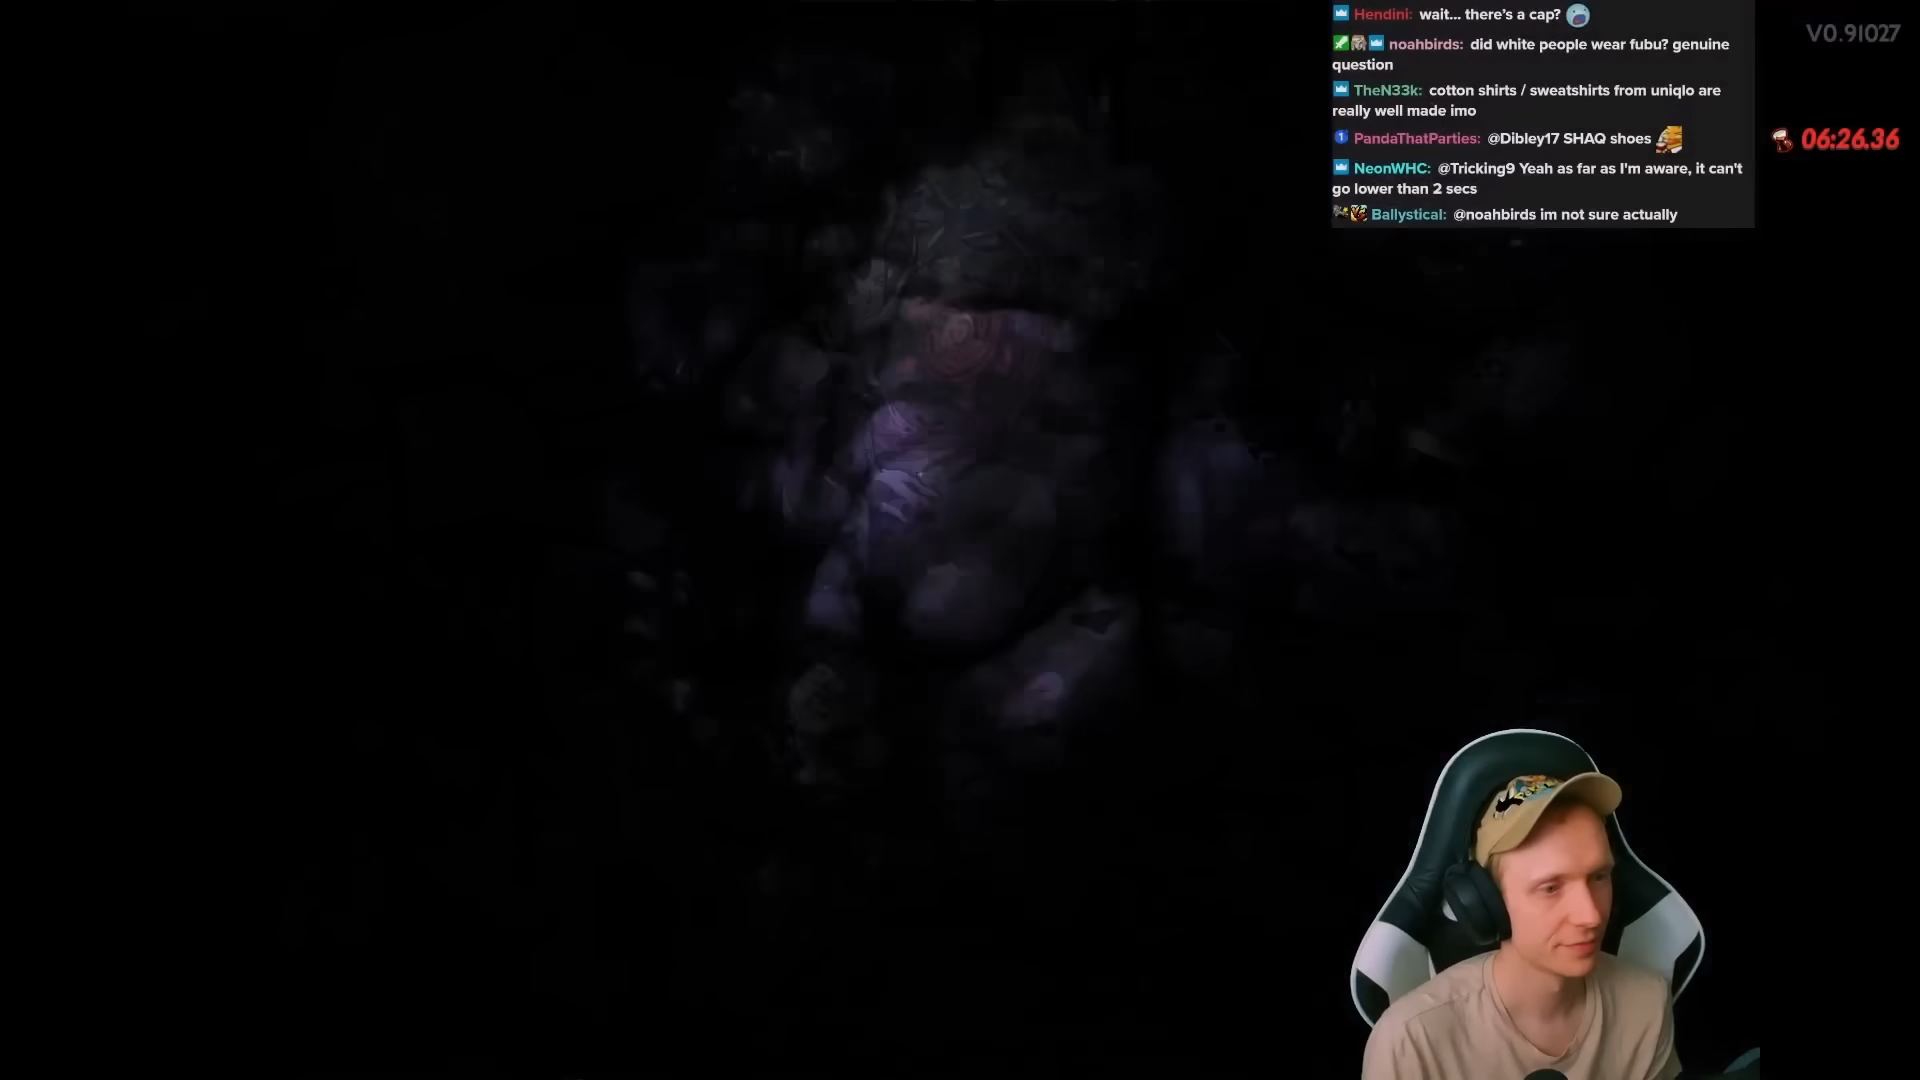 Hendini: wait... there's a cap?
V0.91027
noahbirds: did white people wear fubu? genuine
question
TheN33k: cotton shirts / sweatshirts from uniqlo are
really well made imo
1 PandaThatParties: @Dibley17 SHAQ shoes
06:26.36
NeonWHC: @Tricking9 Yeah as far as I'm aware, it can't
go lower than 2 secs
Ballystical: @noahbirds im not sure actually